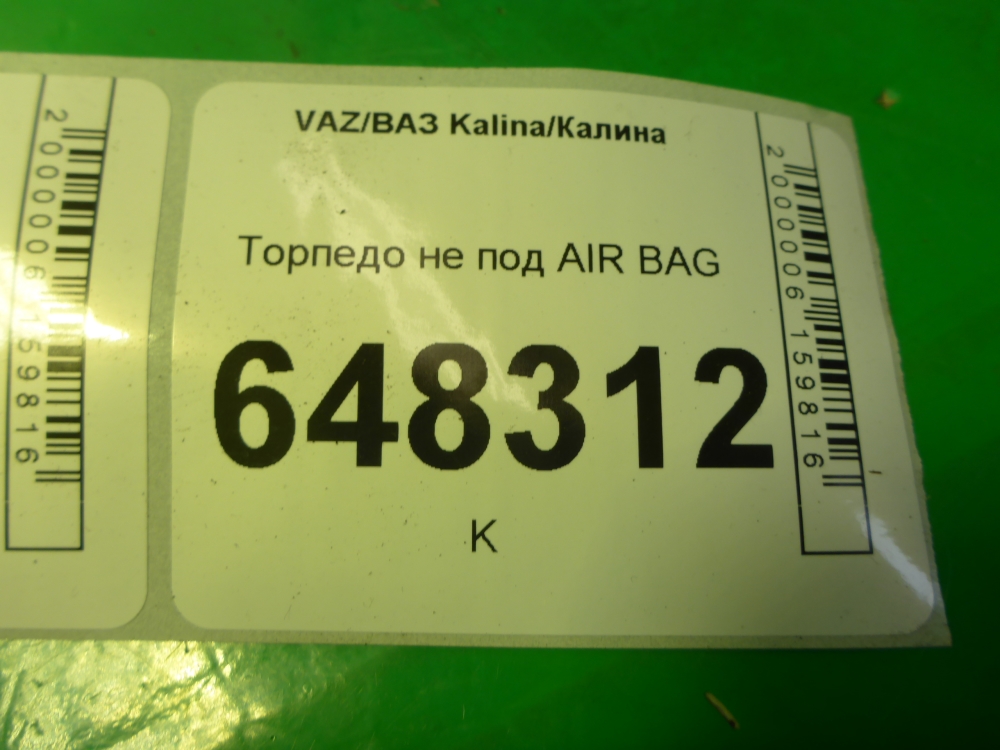 VAZ/ВАЗ Kalina/Калина
Торпедо не под AIR BAG
648312
К
2000006159816
2000006159816